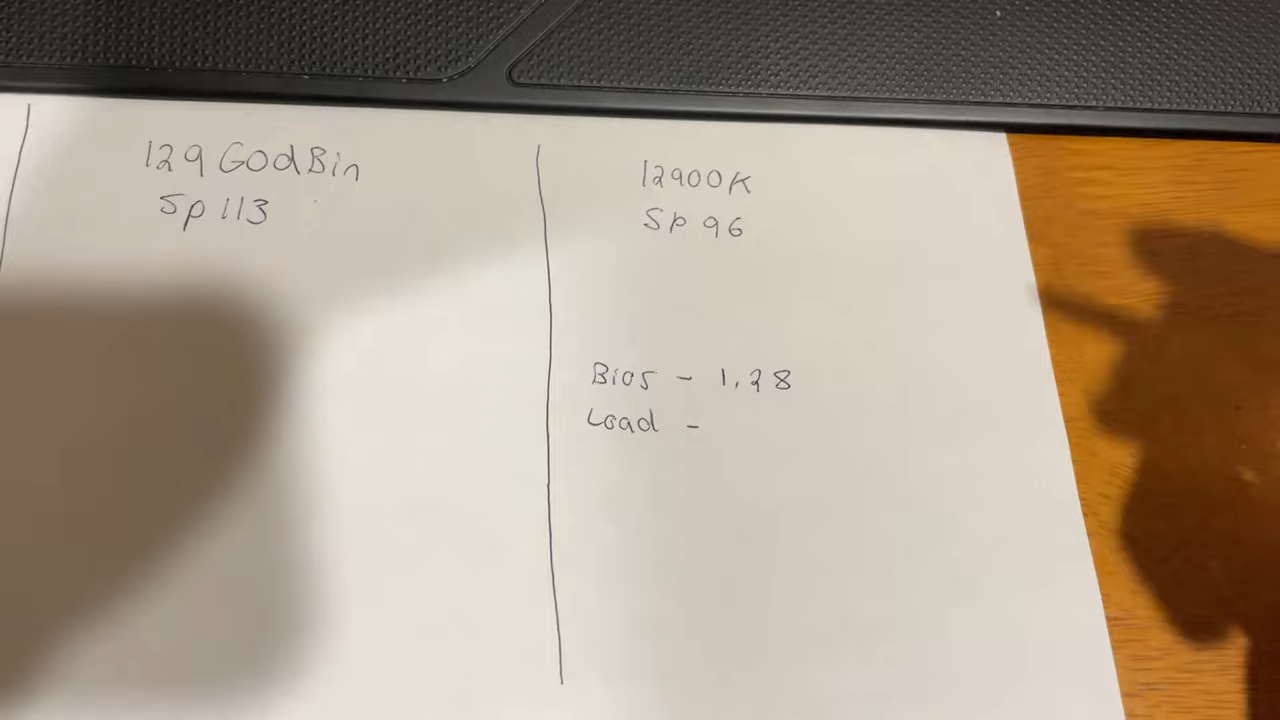 129 GodBin
Sp 113
12900K
SP 96
Bios - 1.28
Load -